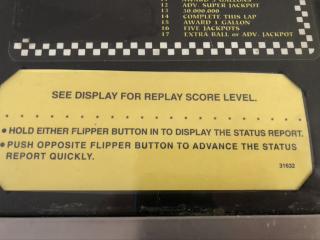 12 ADV. SUPER JACKPOT
13 30,000,000
14 COMPLETE THIS LAP
15 AWARD 1 GALLON
16 FIVE JACKPOTS
17 EXTRA BALL or ADV. JACKPOT
SEE DISPLAY FOR REPLAY SCORE LEVEL.
• HOLD EITHER FLIPPER BUTTON IN TO DISPLAY THE STATUS REPORT.
• PUSH OPPOSITE FLIPPER BUTTON TO ADVANCE THE STATUS
REPORT QUICKLY.
31632